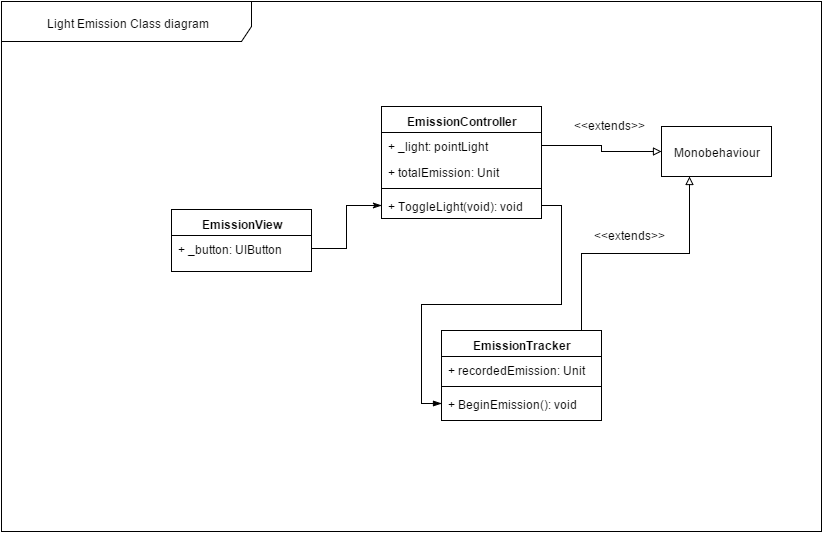 Light Emission Class diagram
EmissionController
+ _light: pointLight
+ totalEmission: Unit
+ ToggleLight(void): void
<<extends>>
Monobehaviour
EmissionView
+ _button: UIButton
<<extends>>
EmissionTracker
+ recordedEmission: Unit
+ BeginEmission(): void